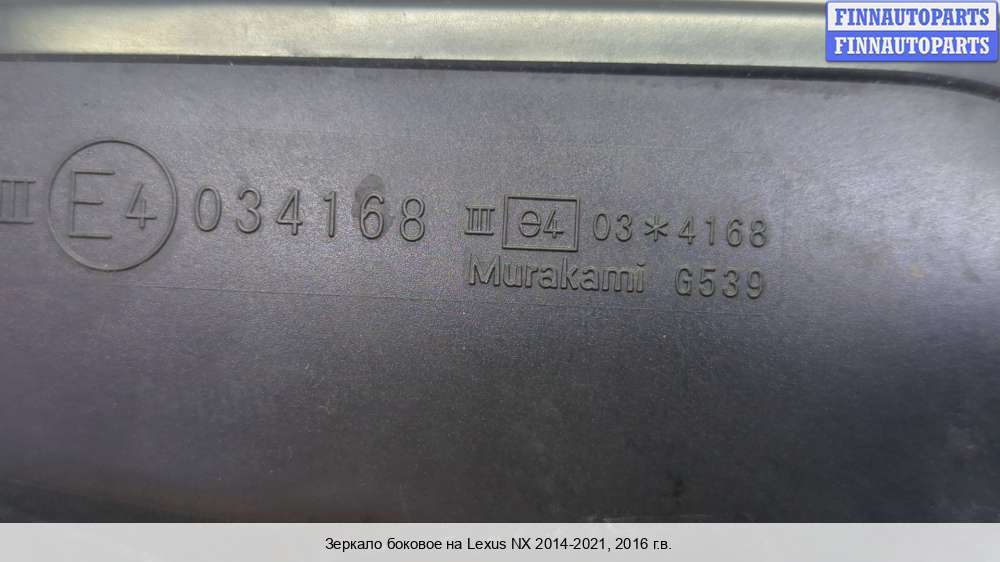 FINNAUTOPARTS
FINNAUTOPARTS
III E4 034168 III e4 03*4168
Murakami G539
Зеркало боковое на Lexus NX 2014-2021, 2016 г.в.